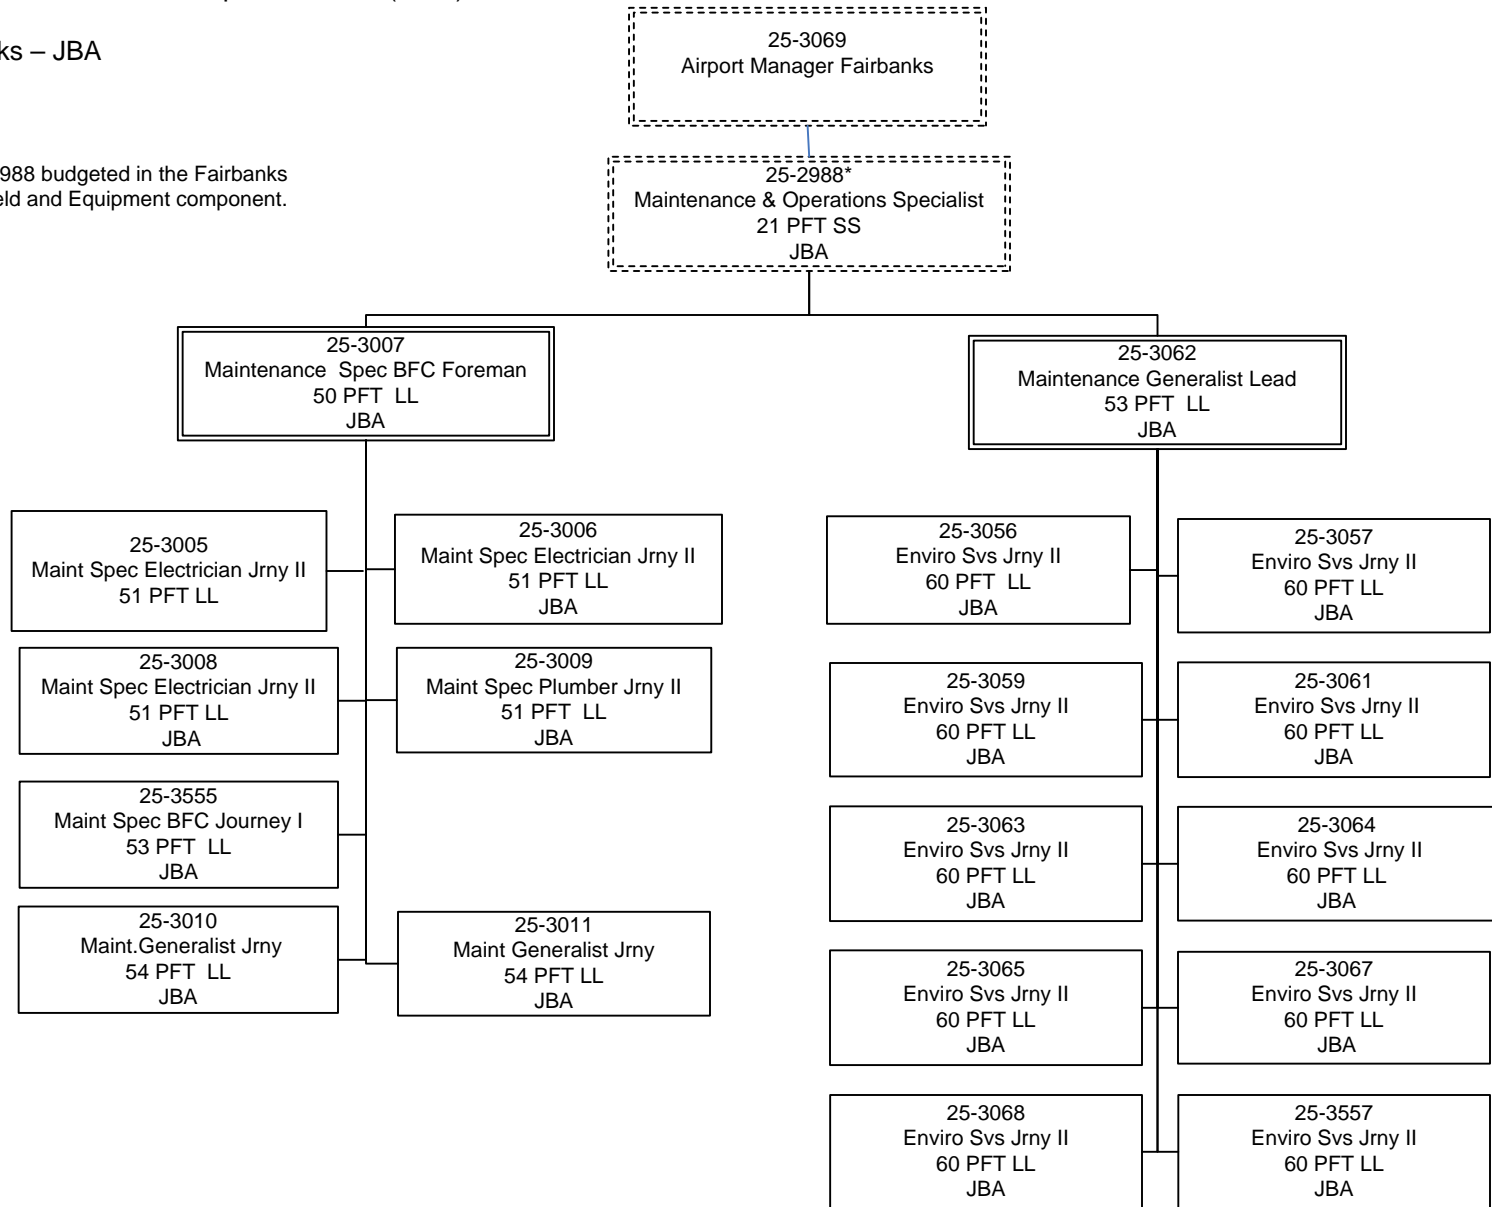 25-3069
Airport Manager Fairbanks
– JBA
budgeted in the Fairbanks
and Equipment component.
25-2988*
Maintenance & Operations Specialist
21 PFT SS
JBA
25-3007
Maintenance  Spec BFC Foreman
50 PFT  LL
JBA
25-3062
Maintenance Generalist Lead
53 PFT  LL
JBA
25-3005
Maint Spec Electrician Jrny II
51 PFT LL
25-3006
Maint Spec Electrician Jrny II
51 PFT LL
JBA
25-3056
Enviro Svs Jrny II
60 PFT  LL
JBA
25-3057
Enviro Svs Jrny II
60 PFT LL
JBA
25-3008
Maint Spec Electrician Jrny II
51 PFT LL
JBA
25-3009
Maint Spec Plumber Jrny II
51 PFT  LL
JBA
25-3059
Enviro Svs Jrny II
60 PFT LL
JBA
25-3061
Enviro Svs Jrny II
60 PFT LL
JBA
25-3555
Maint Spec BFC Journey I
53 PFT  LL
JBA
25-3063
Enviro Svs Jrny II
60 PFT LL
JBA
25-3064
Enviro Svs Jrny II
60 PFT LL
JBA
25-3010
Maint.Generalist Jrny
54 PFT  LL
JBA
25-3011
Maint Generalist Jrny
54 PFT LL
JBA
25-3065
Enviro Svs Jrny II
60 PFT LL
JBA
25-3067
Enviro Svs Jrny II
60 PFT LL
JBA
25-3068
Enviro Svs Jrny II
60 PFT LL
JBA
25-3557
Enviro Svs Jrny II
60 PFT LL
JBA